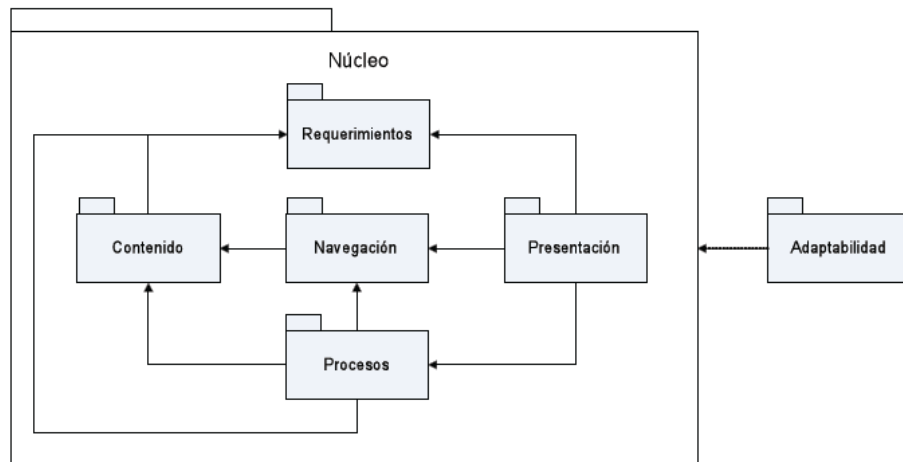 Núcleo
Requerimientos
Contenido
Navegación
Presentación
Adaptabilidad
Procesos